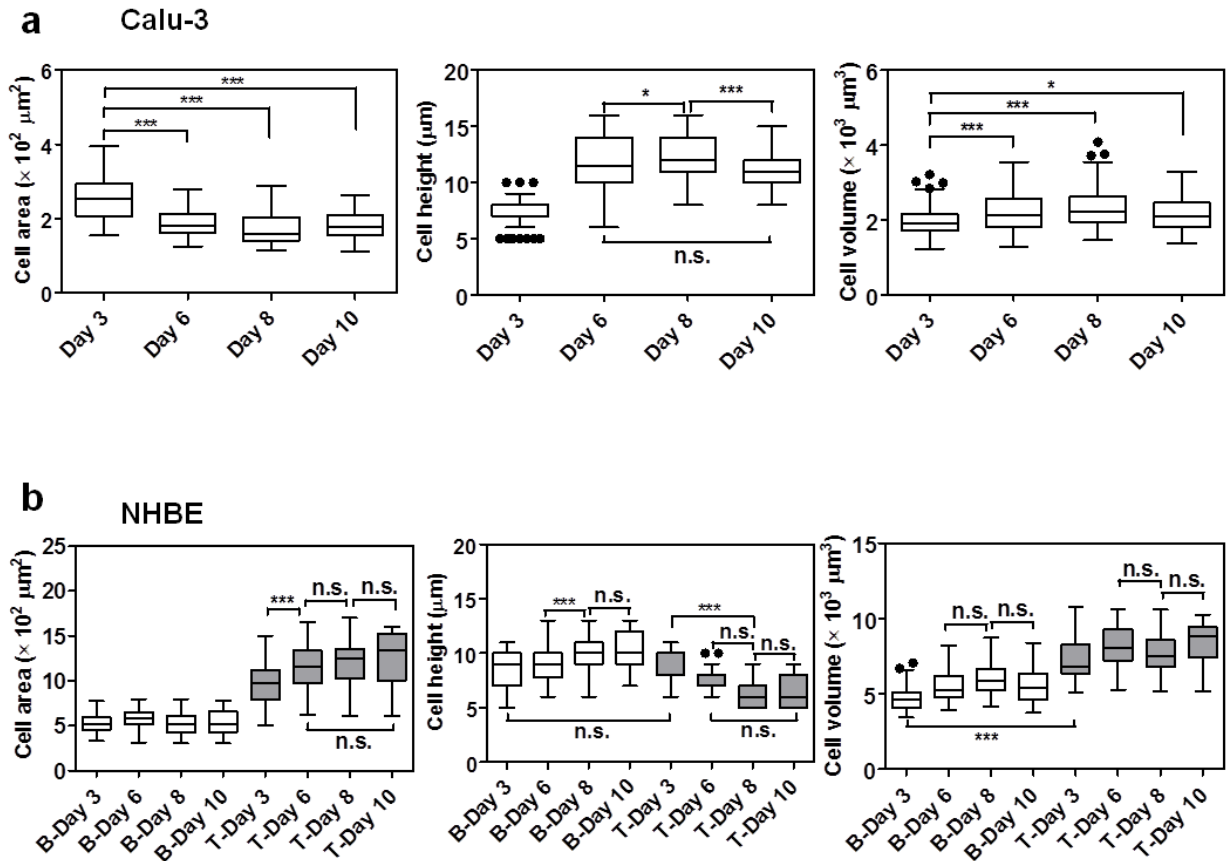 a Calu-3
Cell area (× 10² μm²)
6
4
2
0
***
***
***
Day 3
Day 6
Day 8
Day 10
Cell height (μm)
20
15
10
5
0
*
***
n.s.
Day 3
Day 6
Day 8
Day 10
Cell volume (× 10³ μm³)
6
4
2
0
*
***
***
Day 3
Day 6
Day 8
Day 10
b NHBE
Cell area (× 10² μm²)
25
20
15
10
5
0
***
n.s.
n.s.
n.s.
B-Day 3
B-Day 6
B-Day 8
B-Day 10
T-Day 3
T-Day 6
T-Day 8
T-Day 10
Cell height (μm)
20
15
10
5
0
***
n.s.
***
n.s.
n.s.
n.s.
n.s.
B-Day 3
B-Day 6
B-Day 8
B-Day 10
T-Day 3
T-Day 6
T-Day 8
T-Day 10
Cell volume (× 10³ μm³)
15
10
5
0
n.s.
n.s.
n.s.
n.s.
***
B-Day 3
B-Day 6
B-Day 8
B-Day 10
T-Day 3
T-Day 6
T-Day 8
T-Day 10